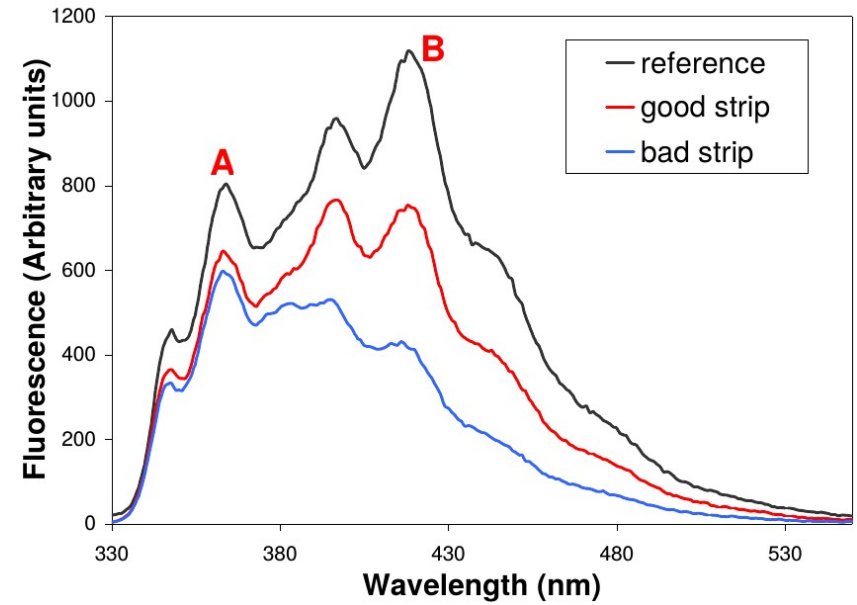 1200
1000
800
600
400
200
0
330 380 430 480 530
Fluorescence (Arbitrary units)
Wavelength (nm)
A
B
reference
good strip
bad strip